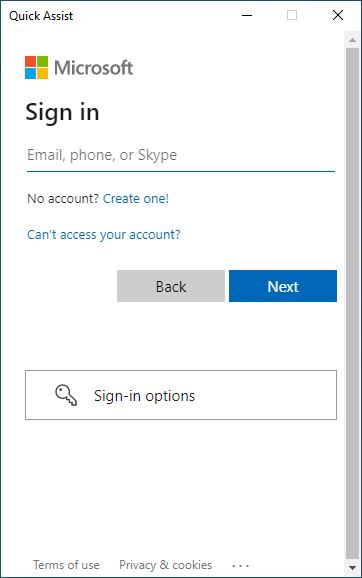 Quick Assist
Microsoft
Sign in
Email, phone, or Skype
No account? Create one!
Can't access your account?
Back Next
Sign-in options
Terms of use Privacy & cookies ...